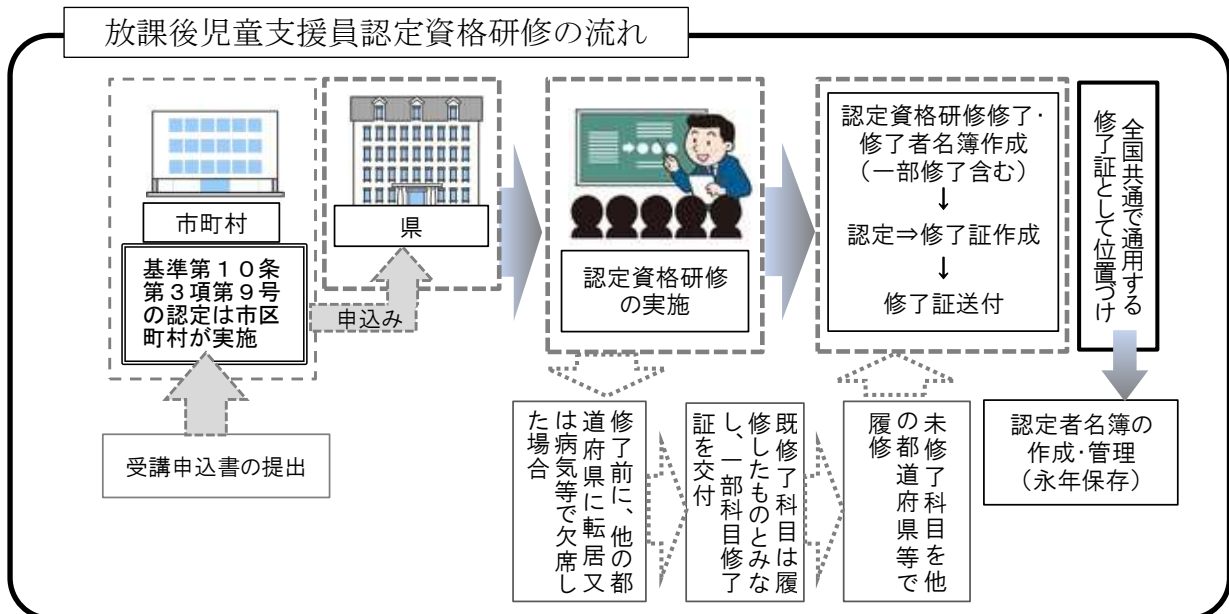 放課後児童支援員認定資格研修の流れ
市町村
基準第１０条
第３項第９号
の認定は市区
町村が実施
受講申込書の提出
申込み
県
認定資格研修
の実施
認定資格研修修了・
修了者名簿作成
（一部修了含む）
↓
認定⇒修了証作成
↓
修了証送付
全国共通で通用する
修了証として位置づけ
修了前に、他の都
道府県に転居又
は病気等で欠席し
た場合
既修了科目は履
修したものとみな
し、一部科目修了
証を交付
未修了科目を他
の都道府県等で
履修
認定者名簿の
作成・管理
（永年保存）